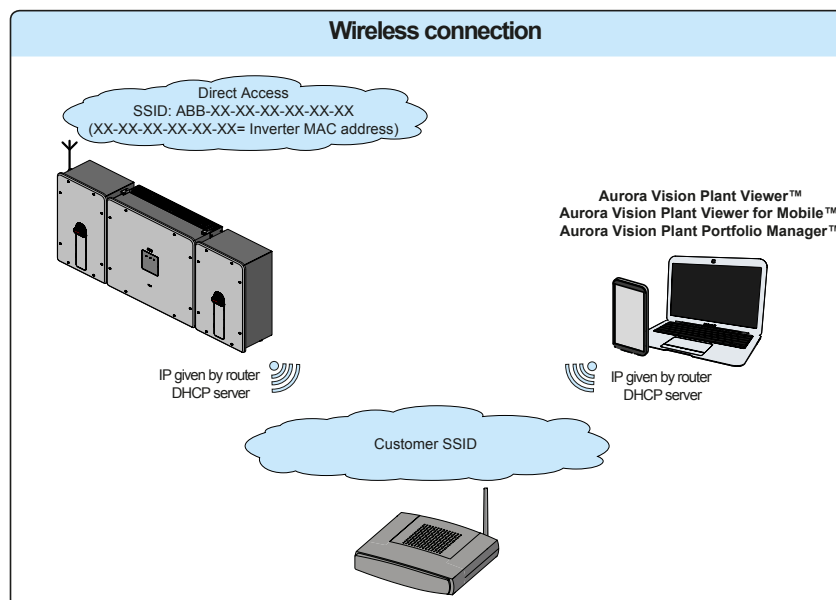 Wireless connection
Direct Access
SSID: ABB-XX-XX-XX-XX-XX-XX
(XX-XX-XX-XX-XX-XX= Inverter MAC address)
Aurora Vision Plant Viewer™
Aurora Vision Plant Viewer for Mobile™
Aurora Vision Plant Portfolio Manager™
IP given by router
DHCP server
IP given by router
DHCP server
Customer SSID